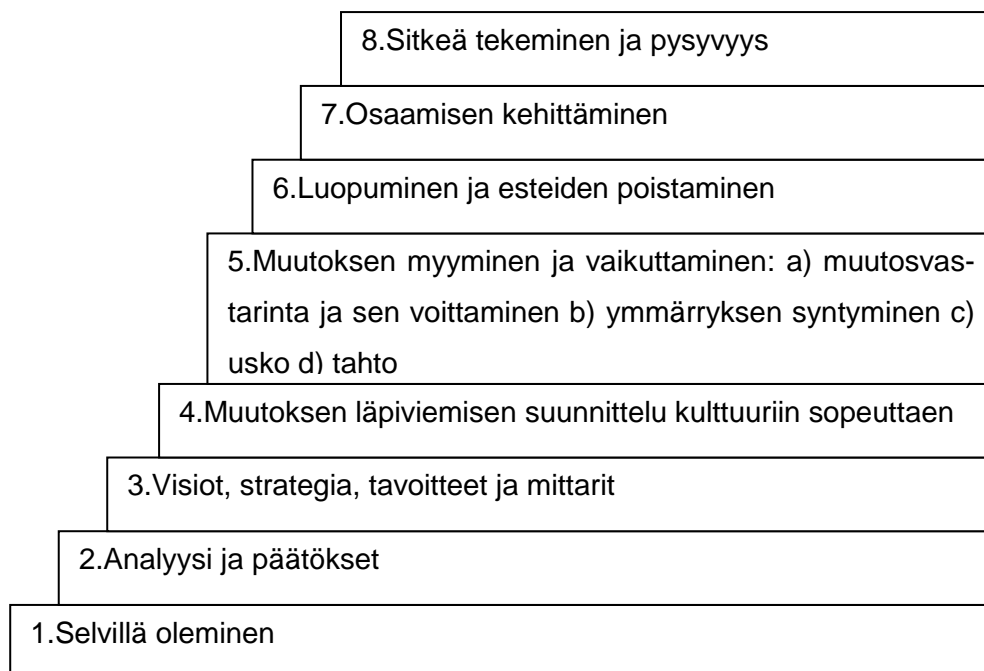 8.Sitkeä tekeminen ja pysyvyys
7.Osaamisen kehittäminen
6.Luopuminen ja esteiden poistaminen
5.Muutoksen myyminen ja vaikuttaminen: a) muutosvas-
tarinta ja sen voittaminen b) ymmärryksen syntyminen c)
usko d) tahto
4.Muutoksen läpiviemisen suunnittelu kulttuuriin sopeuttaen
3.Visiot, strategia, tavoitteet ja mittarit
2.Analyysi ja päätökset
1.Selvillä oleminen